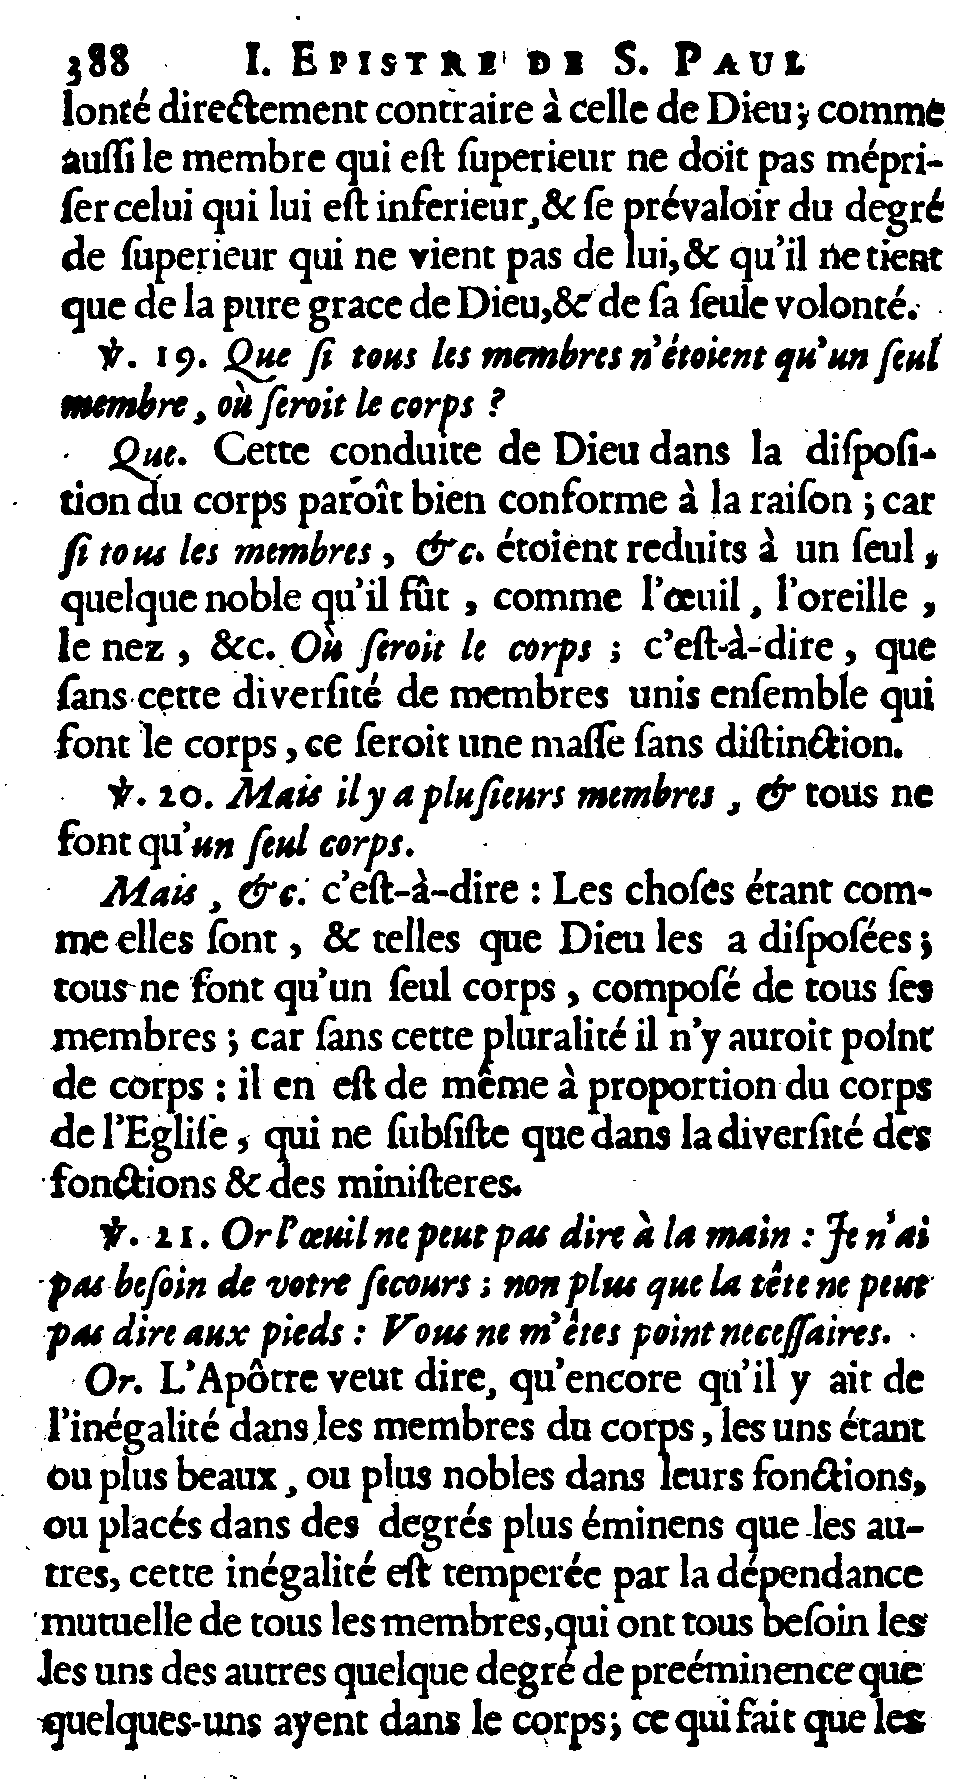 388 I. EPISTRE DE S. PAUL
lonté directement contraire à celle de Dieu; comme
auſſi le membre qui eſt ſuperieur ne doit pas mépri-
ſer celui qui lui eſt inferieur, & ſe prévaloir du degré
de ſuperieur qui ne vient pas de lui, & qu'il ne tient
que de la pure grace de Dieu, & de ſa ſeule volonté.
℣. 19. Que ſi tous les membres n'étoient qu'un ſeul
membre, où ſeroit le corps ?
Que. Cette conduite de Dieu dans la diſpoſi-
tion du corps paroît bien conforme à la raiſon ; car
ſi tous les membres, &c. étoient reduits à un ſeul,
quelque noble qu'il fût, comme l'œuil, l'oreille,
le nez, &c. Où ſeroit le corps ; c'eſt-à-dire, que
ſans cette diverſité de membres unis enſemble qui
font le corps, ce ſeroit une maſſe ſans diſtinction.
℣. 20. Mais il y a pluſieurs membres, & tous ne
font qu'un ſeul corps.
Mais, &c. c'eſt-à-dire : Les choſes étant com-
me elles ſont, & telles que Dieu les a diſpoſées ;
tous ne font qu'un ſeul corps, compoſé de tous ſes
membres ; car ſans cette pluralité il n'y auroit point
de corps : il en eſt de même à proportion du corps
de l'Egliſe, qui ne ſubſiſte que dans la diverſité des
fonctions & des miniſteres.
℣. 21. Or l'œuil ne peut pas dire à la main : Je n'ai
pas beſoin de votre ſecours ; non plus que la tête ne peut
pas dire aux pieds : Vous ne m'êtes point neceſſaires.
Or. L'Apôtre veut dire, qu'encore qu'il y ait de
l'inégalité dans les membres du corps, les uns étant
ou plus beaux, ou plus nobles dans leurs fonctions,
ou placés dans des degrés plus éminens que les au-
tres, cette inégalité eſt temperée par la dépendance
mutuelle de tous les membres, qui ont tous beſoin les
les uns des autres quelque degré de preéminence que
quelques-uns ayent dans le corps ; ce qui fait que les